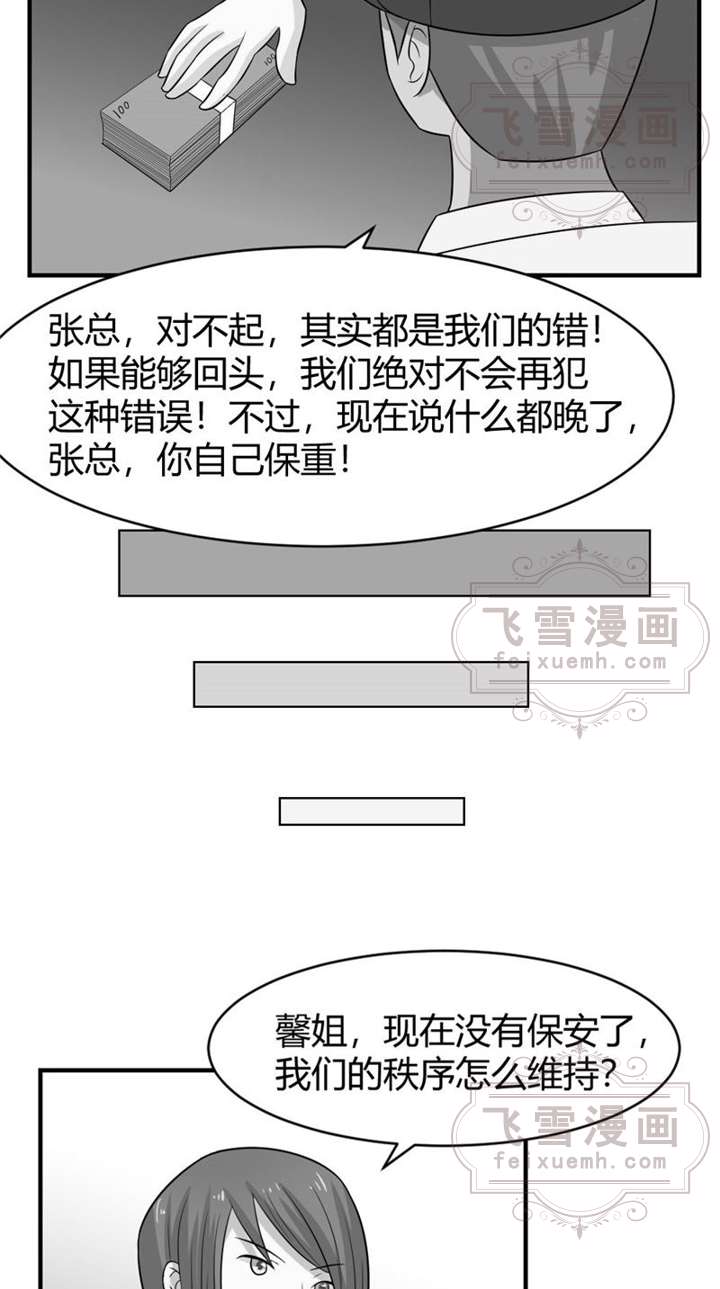 100
100
飞雪漫画
feixuemh.com
张总，对不起，其实都是我们的错！
如果能够回头，我们绝对不会再犯
这种错误！不过，现在说什么都晚了，
张总，你自己保重！
飞雪漫画
feixuemh.com
馨姐，现在没有保安了，
我们的秩序怎么维持？
飞雪漫画
feixuemh.com